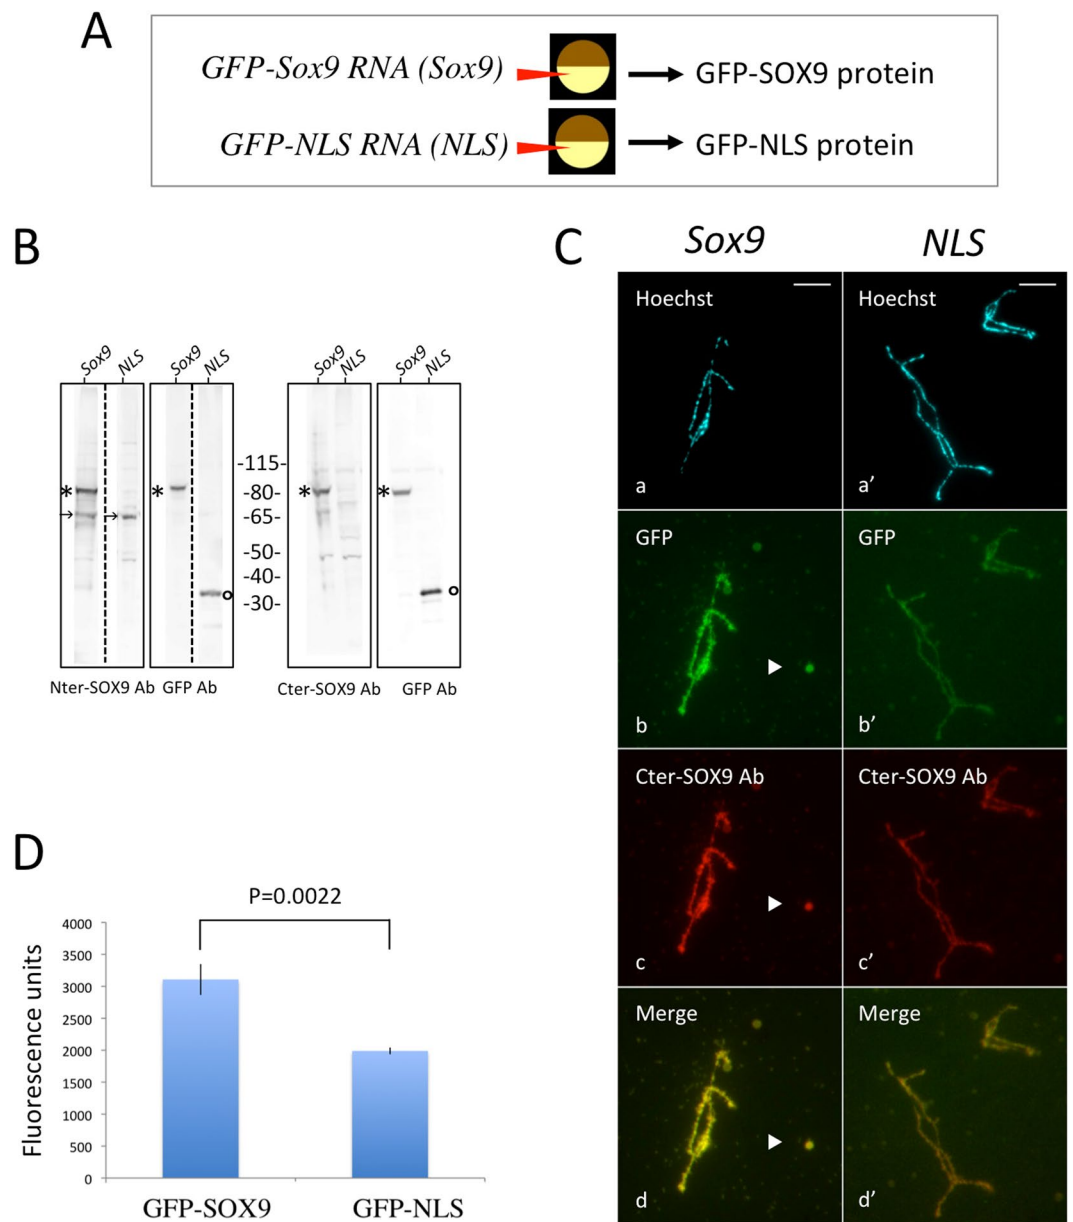 A
GFP-Sox9 RNA (Sox9)
GFP-SOX9 protein
GFP-NLS RNA (NLS)
GFP-NLS protein
B
Sox9 NLS Sox9 NLS Sox9 NLS Sox9 NLS
-115-
* * -80- * *
→ → -65-
-50-
-40-
-30-
Nter-SOX9 Ab GFP Ab Cter-SOX9 Ab GFP Ab
C
Sox9 NLS
Hoechst Hoechst
a a’
GFP GFP
b b’
Cter-SOX9 Ab Cter-SOX9 Ab
c c’
Merge Merge
d d’
D
P=0.0022
Fluorescence units
4000
3500
3000
2500
2000
1500
1000
500
0
GFP-SOX9 GFP-NLS